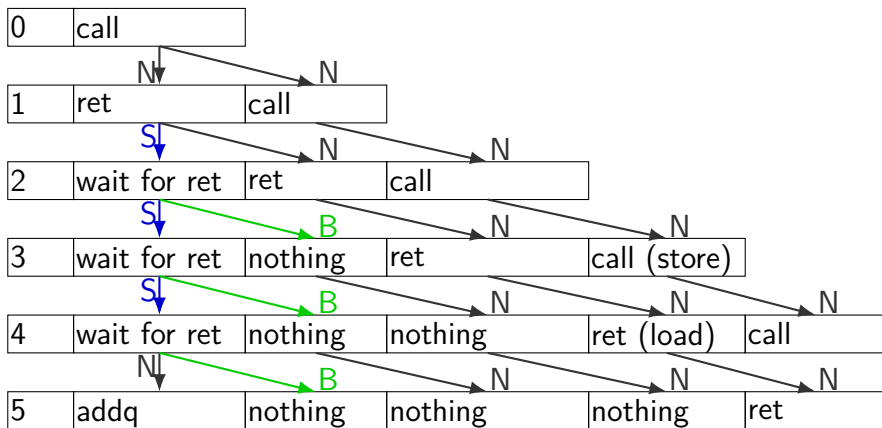 0 call
N N
1 ret call
S N N
2 wait for ret ret call
S B N N
3 wait for ret nothing ret call (store)
S B N N N
4 wait for ret nothing nothing ret (load) call
N B N N N
5 addq nothing nothing nothing ret